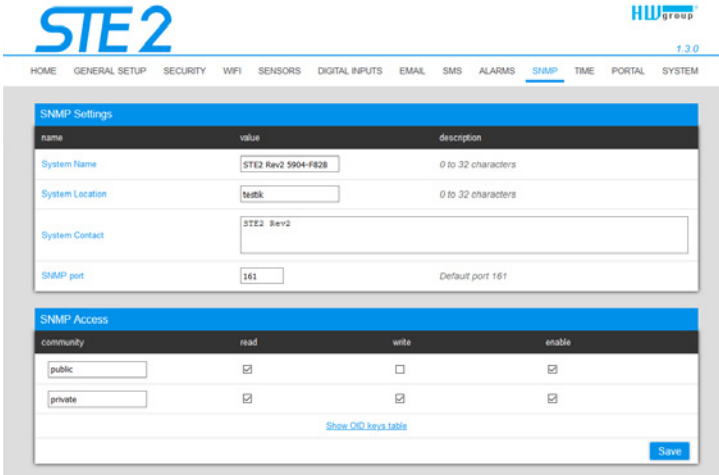 STE 2
HW group
1.3.0
HOME GENERAL SETUP SECURITY WIFI SENSORS DIGITAL INPUTS EMAIL SMS ALARMS SNMP TIME PORTAL SYSTEM
SNMP Settings
name value description
System Name STE2 Rev2 5904-F828 0 to 32 characters
System Location testik 0 to 32 characters
System Contact STE2 Rev2
SNMP port 161 Default port 161
SNMP Access
community read write enable
public
private
Show OID keys table
Save